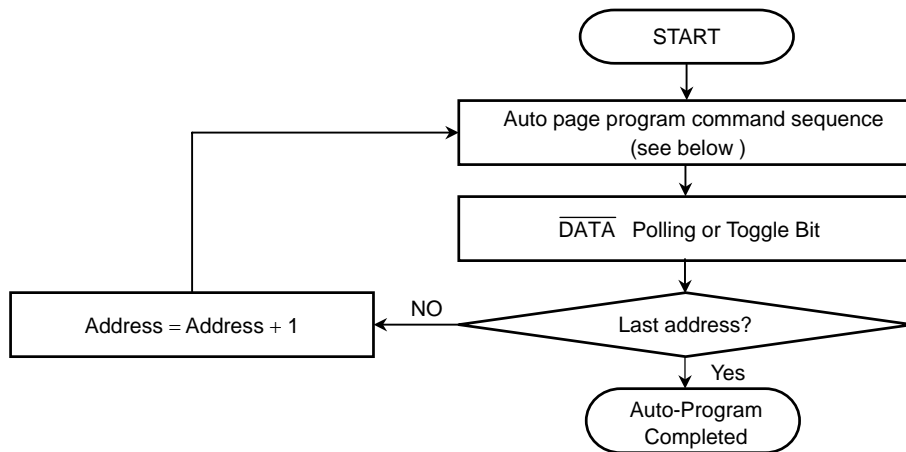 START
Auto page program command sequence
(see below )
DATA Polling or Toggle Bit
Last address?
NO
Address = Address + 1
Yes
Auto-Program
Completed